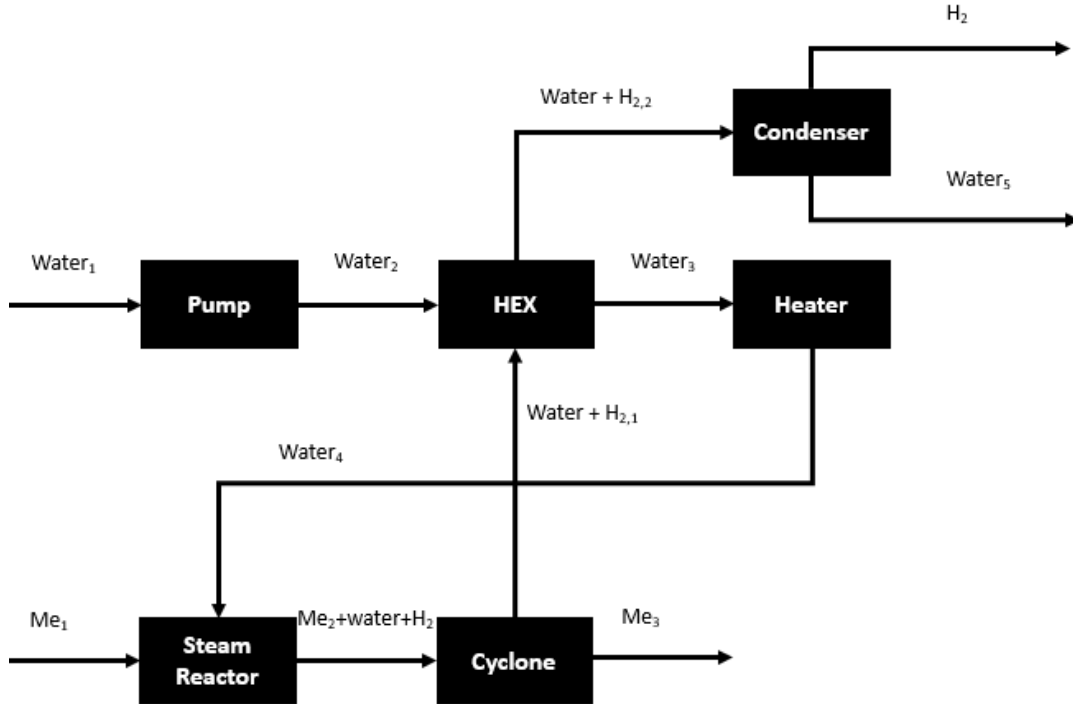 H₂
Water + H₂,₂
Condenser
Water₅
Water₁
Water₂
Water₃
Pump
HEX
Heater
Water + H₂,₁
Water₄
Me₁
Me₂+water+H₂
Me₃
Steam
Reactor
Cyclone